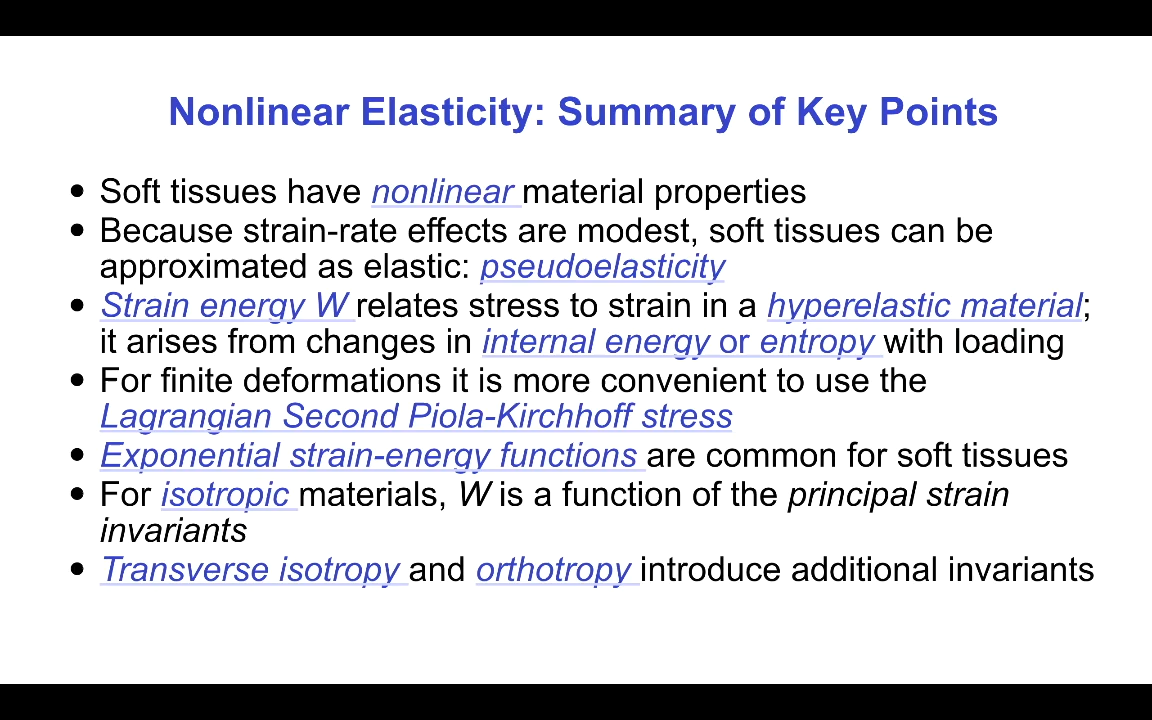 Nonlinear Elasticity: Summary of Key Points
• Soft tissues have nonlinear material properties
• Because strain-rate effects are modest, soft tissues can be
approximated as elastic: pseudoelasticity
• Strain energy W relates stress to strain in a hyperelastic material;
it arises from changes in internal energy or entropy with loading
• For finite deformations it is more convenient to use the
Lagrangian Second Piola-Kirchhoff stress
• Exponential strain-energy functions are common for soft tissues
• For isotropic materials, W is a function of the principal strain
invariants
• Transverse isotropy and orthotropy introduce additional invariants